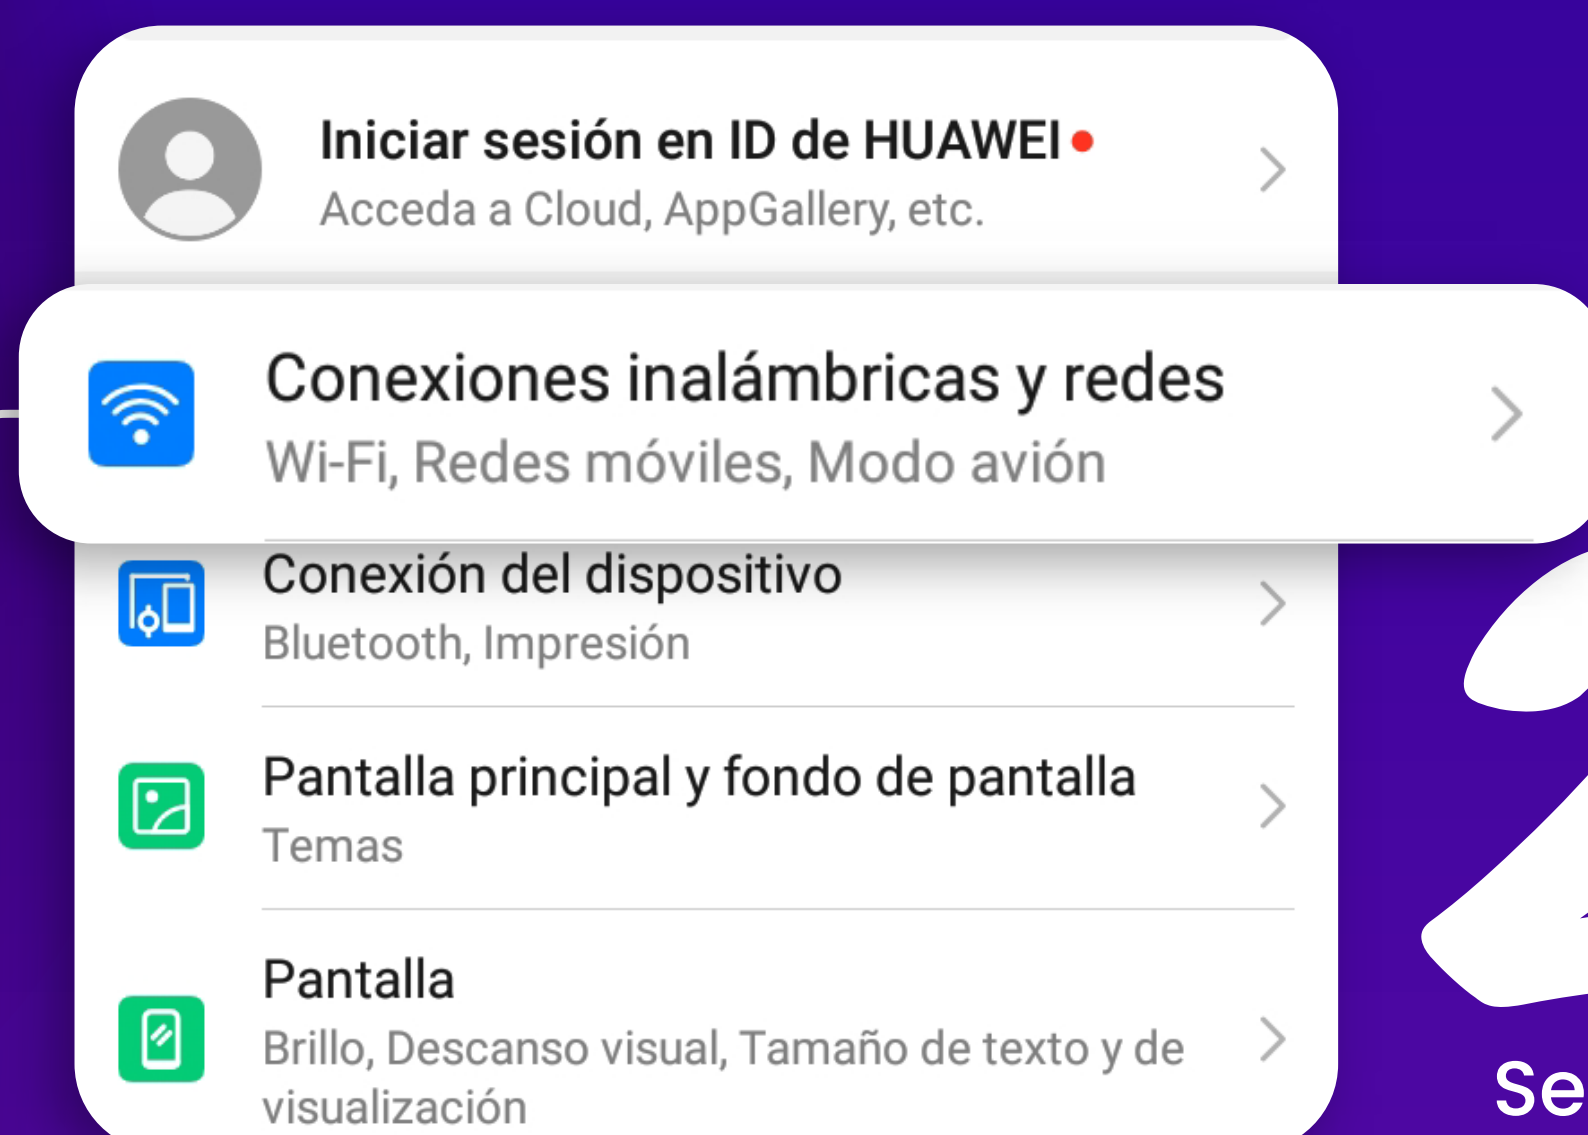 Iniciar sesión en ID de HUAWEI
Acceda a Cloud, AppGallery, etc.
Conexiones inalámbricas y redes
Wi-Fi, Redes móviles, Modo avión
Conexión del dispositivo
Bluetooth, Impresión
Pantalla principal y fondo de pantalla
Temas
Pantalla
Brillo, Descanso visual, Tamaño de texto y de
visualización